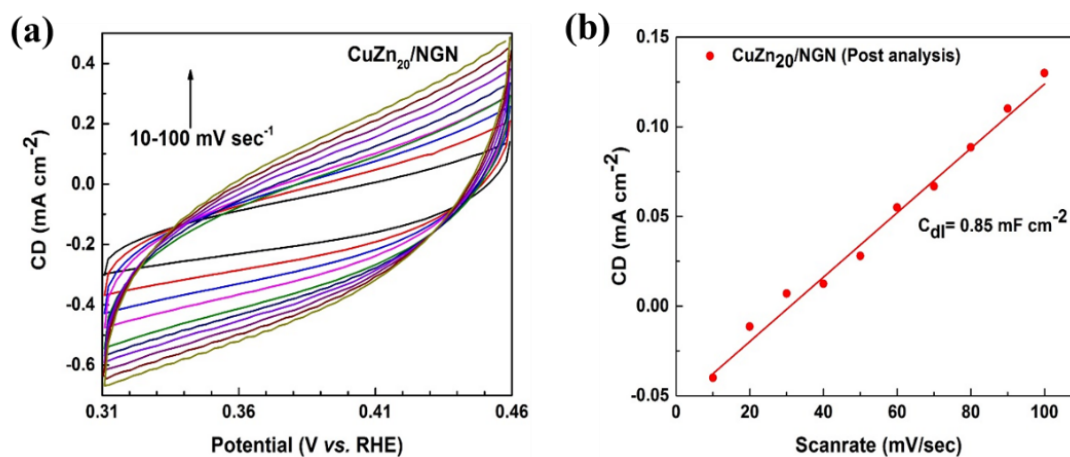 (a)
CuZn₂₀/NGN
10-100 mV sec⁻¹
CD (mA cm⁻²)
0.4
0.2
0.0
-0.2
-0.4
-0.6
0.31
0.36
0.41
0.46
Potential (V vs. RHE)
(b)
CuZn₂₀/NGN (Post analysis)
C_dl= 0.85 mF cm⁻²
CD (mA cm⁻²)
0.15
0.10
0.05
0.00
-0.05
0
20
40
60
80
100
Scanrate (mV/sec)